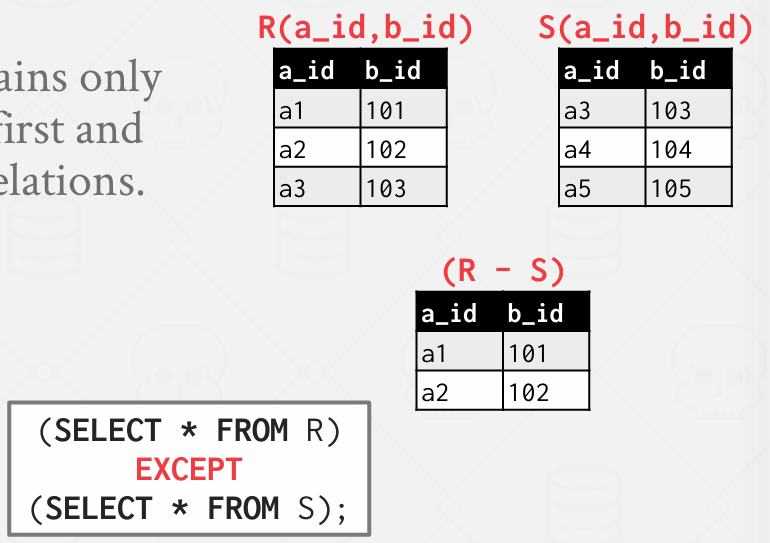 ains only
first and
elations.
R(a_id,b_id)
a_id b_id
a1 101
a2 102
a3 103
S(a_id,b_id)
a_id b_id
a3 103
a4 104
a5 105
(R - S)
a_id b_id
a1 101
a2 102
(SELECT * FROM R)
EXCEPT
(SELECT * FROM S);